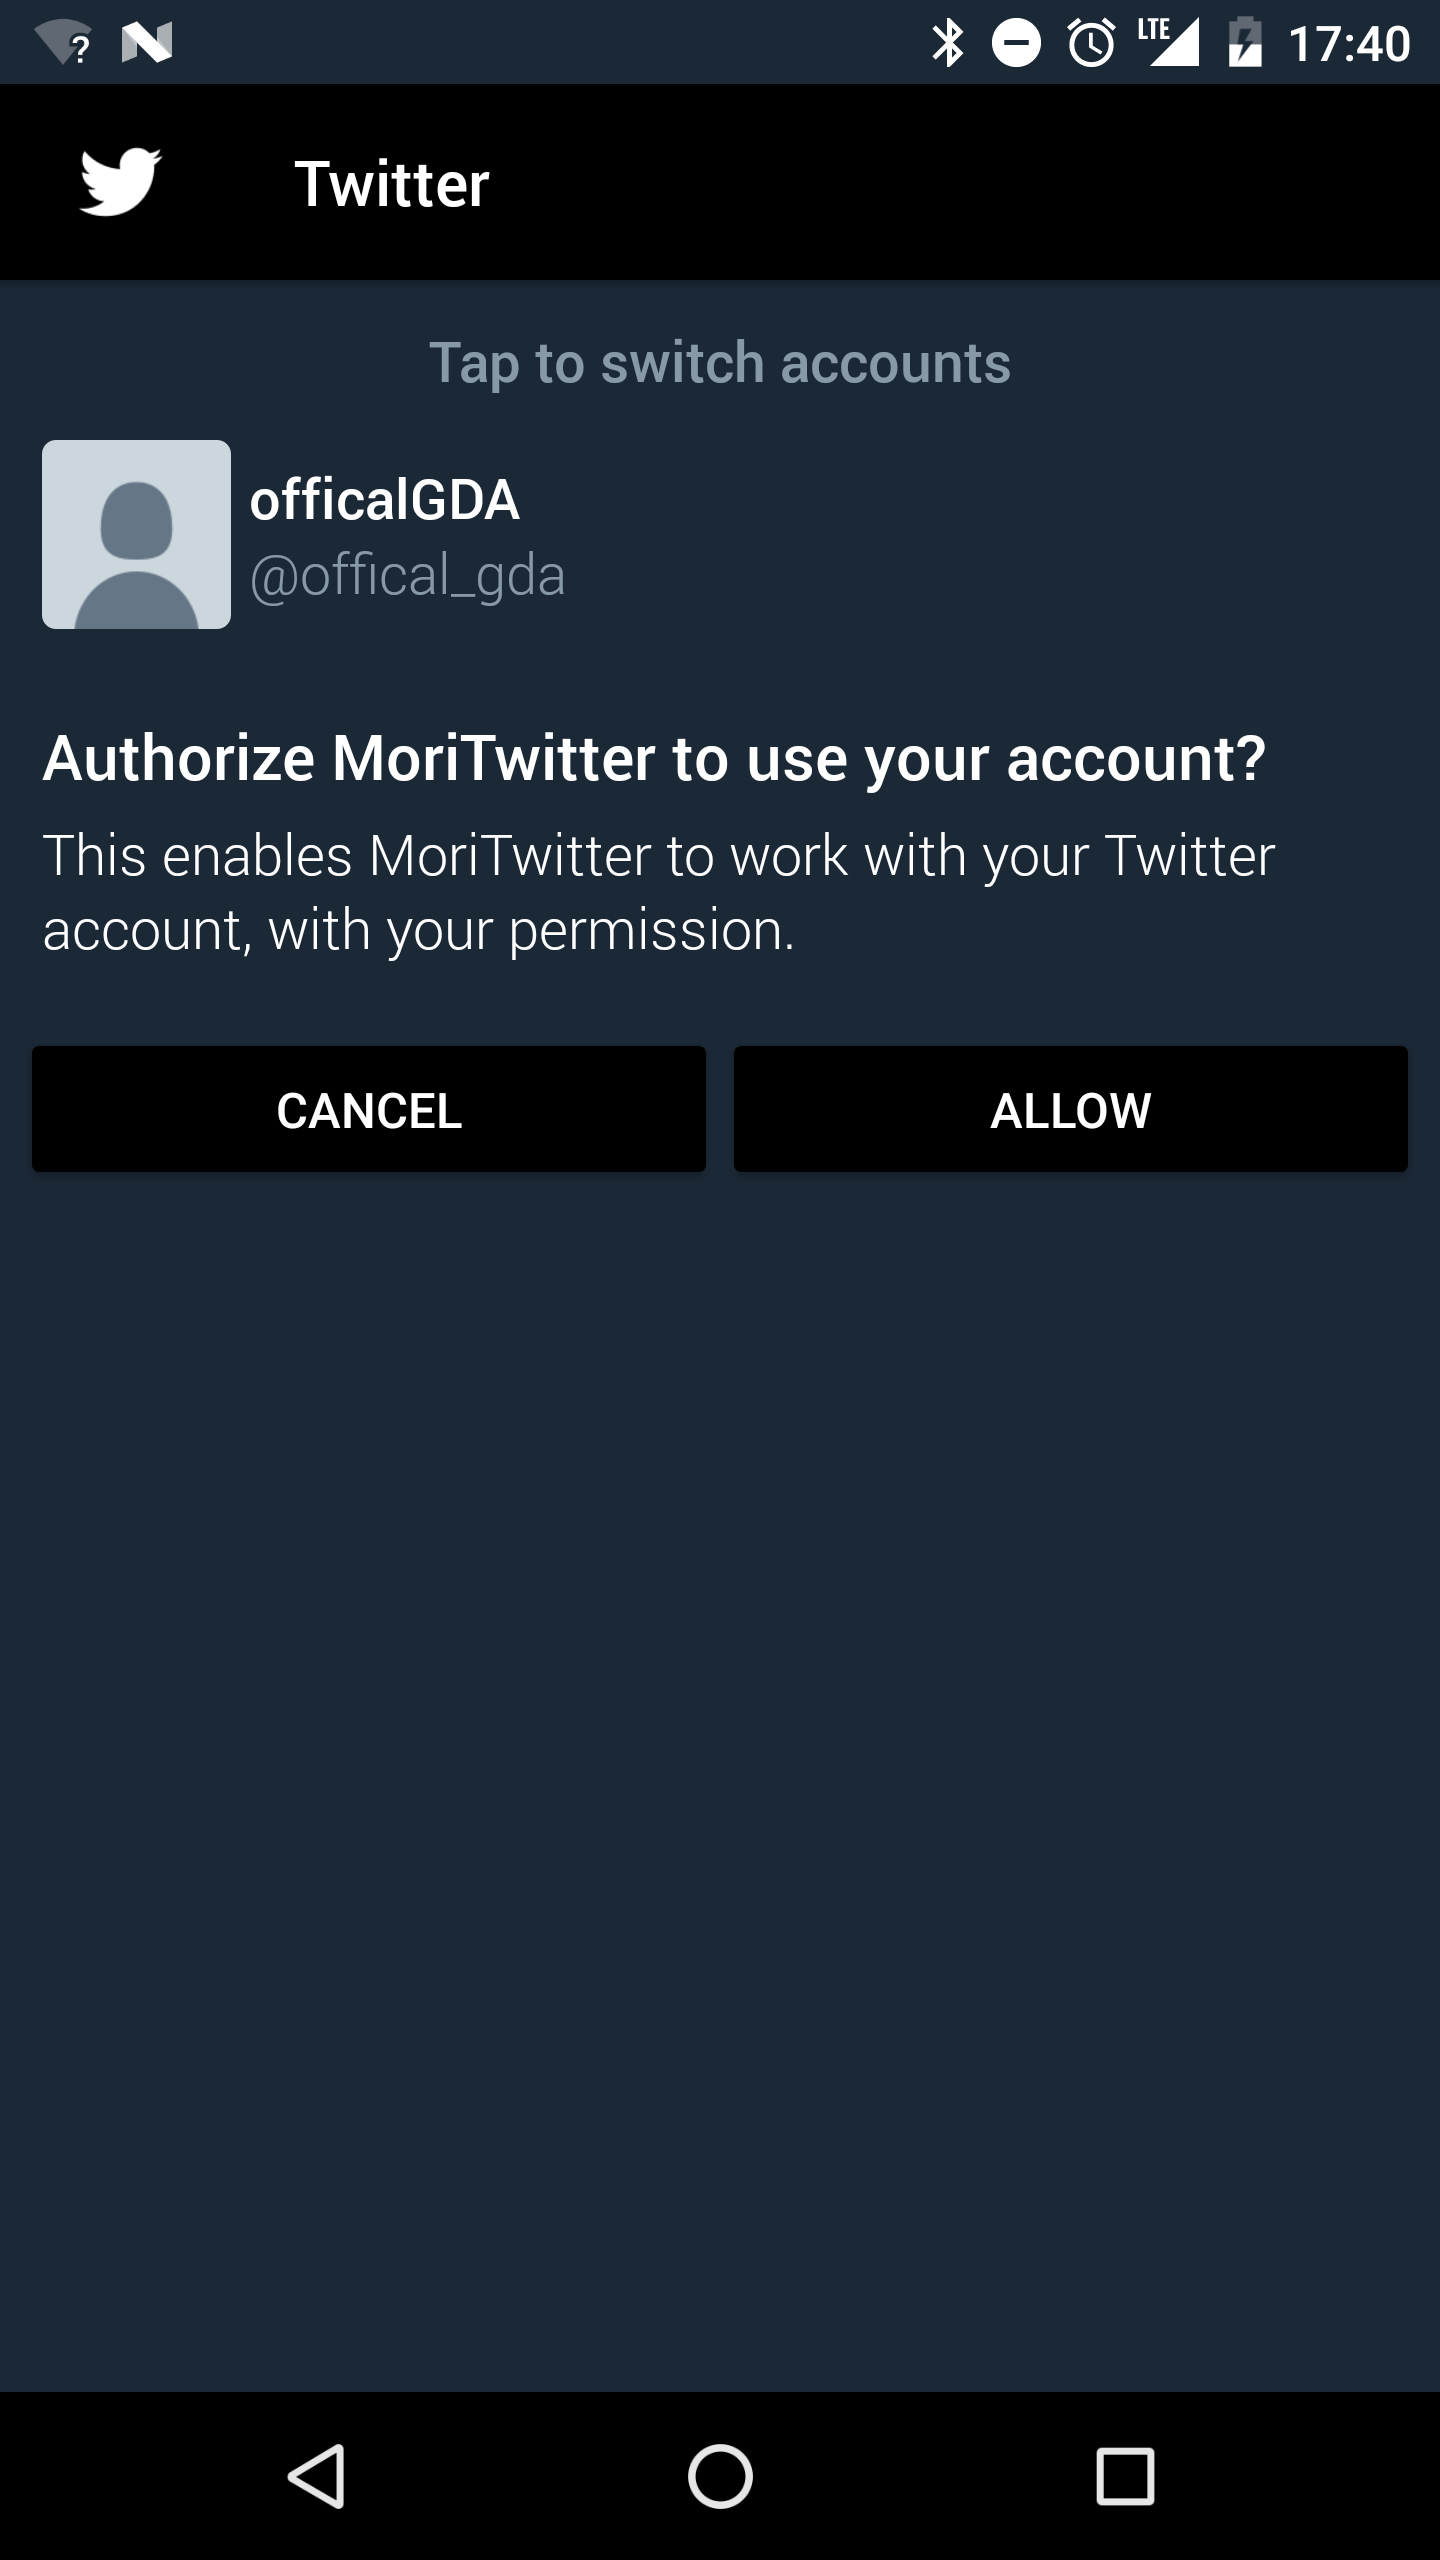 LTE 17:40
Twitter
Tap to switch accounts
officalGDA
@offical_gda
Authorize MoriTwitter to use your account?
This enables MoriTwitter to work with your Twitter
account, with your permission.
CANCEL ALLOW